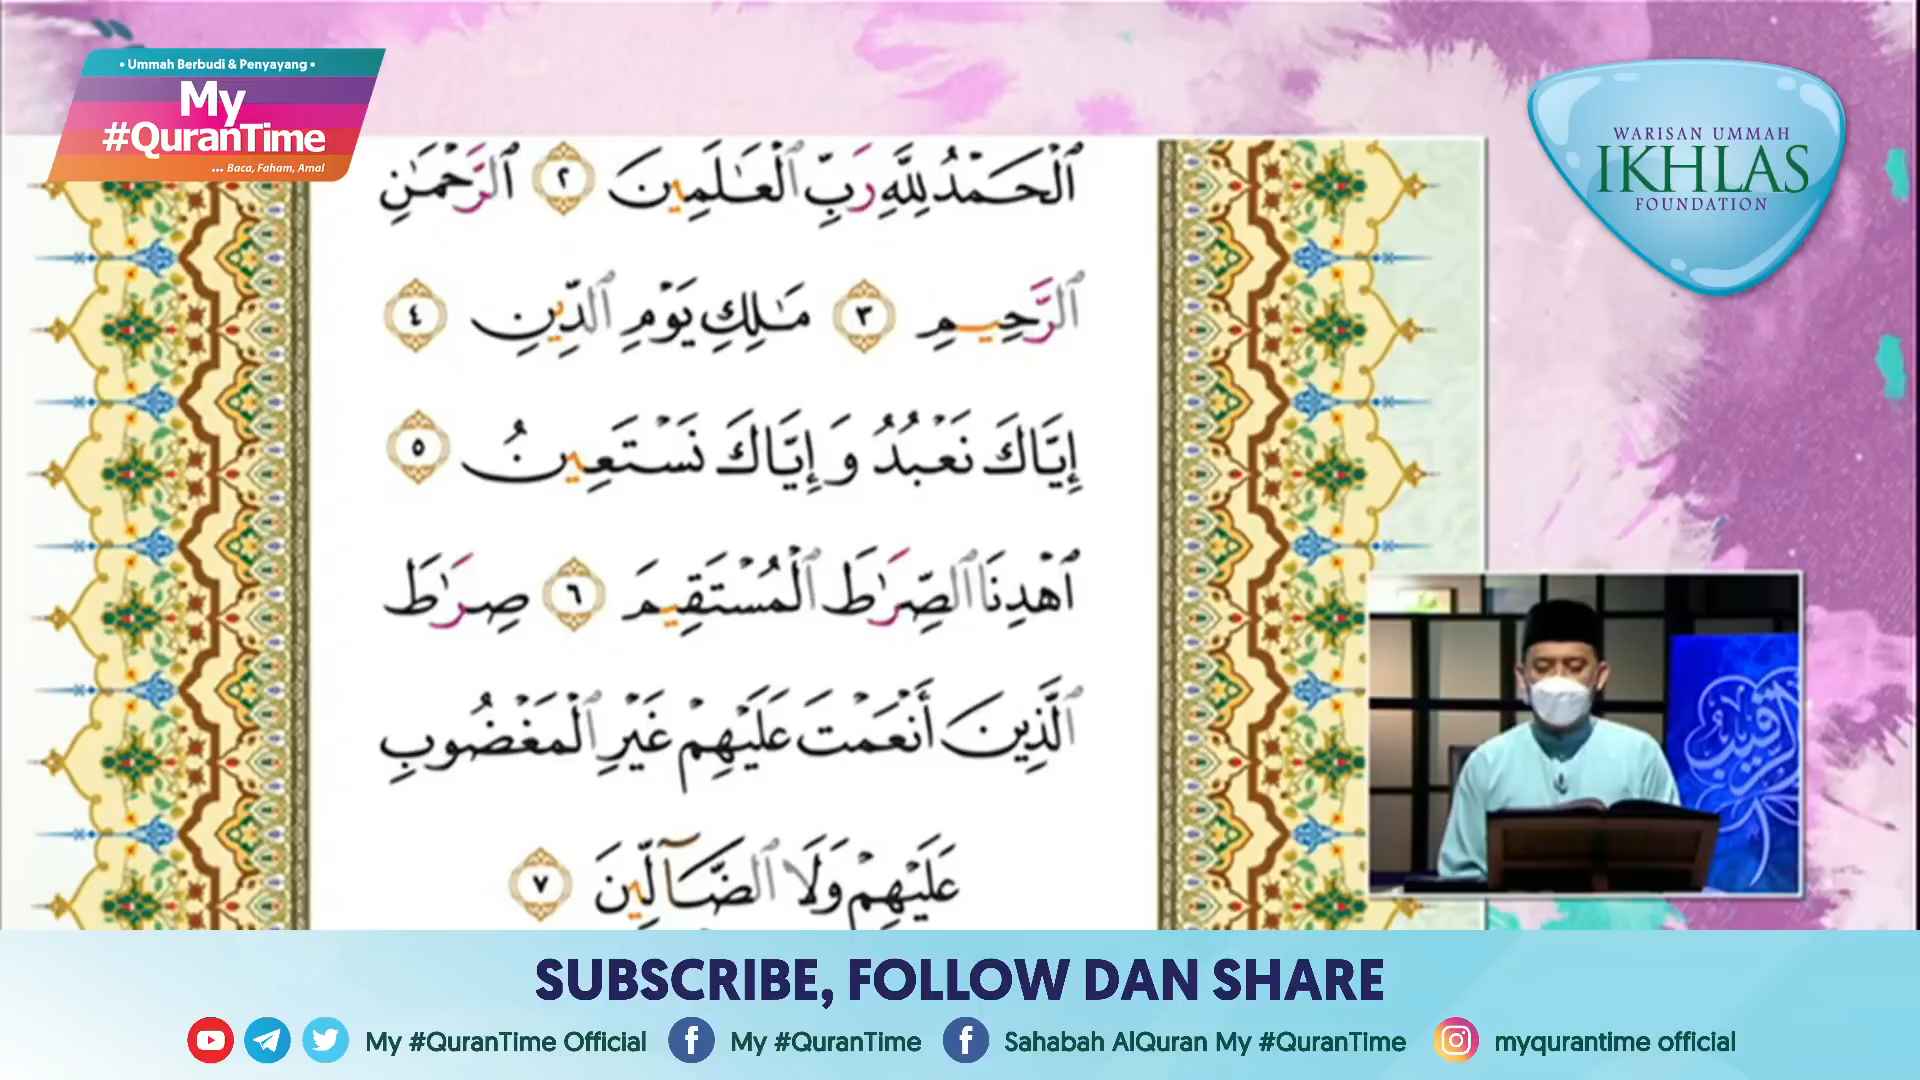 • Ummah Berbudi & Penyayang •
My
#QuranTime
... Baca, Faham, Amal
WARISAN UMMAH
IKHLAS
FOUNDATION
ٱلْحَمْدُ لِلَّهِ رَبِّ ٱلْعَـٰلَمِينَ ٢ ٱلرَّحْمَـٰنِ
ٱلرَّحِيمِ ٣ مَـٰلِكِ يَوْمِ ٱلدِّينِ ٤
إِيَّاكَ نَعْبُدُ وَإِيَّاكَ نَسْتَعِينُ ٥
ٱهْدِنَا ٱلصِّرَٰطَ ٱلْمُسْتَقِيمَ ٦ صِرَٰطَ
ٱلَّذِينَ أَنْعَمْتَ عَلَيْهِمْ غَيْرِ ٱلْمَغْضُوبِ
عَلَيْهِمْ وَلَا ٱلضَّآلِّينَ ٧
SUBSCRIBE, FOLLOW DAN SHARE
My #QuranTime Official My #QuranTime Sahabah AlQuran My #QuranTime myqurantime official